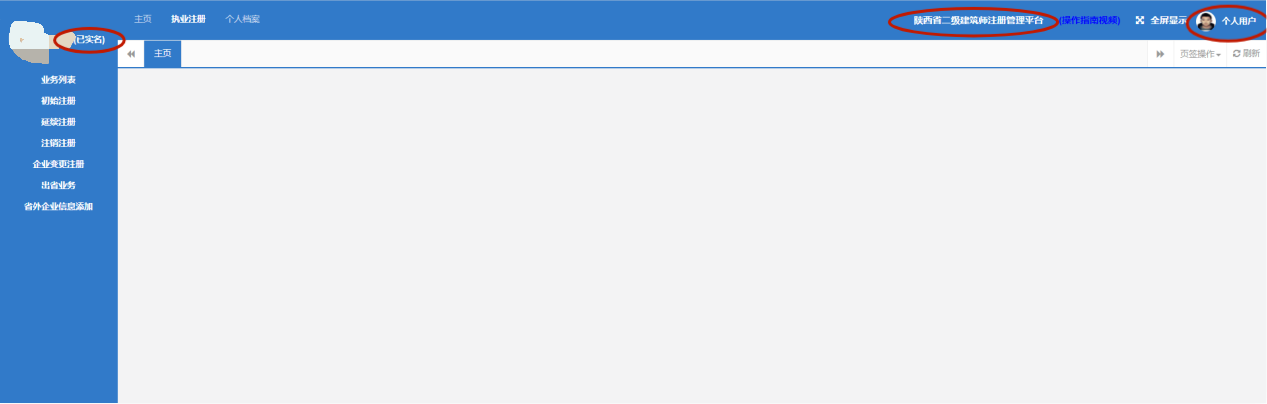 主页 执业注册 个人档案
陕西省二级建筑师注册管理平台 (操作指南视频) 全屏显示 个人用户
(已实名)
主页 页签操作 刷新
业务列表
初始注册
延续注册
注销注册
企业变更注册
出省业务
省外企业信息添加